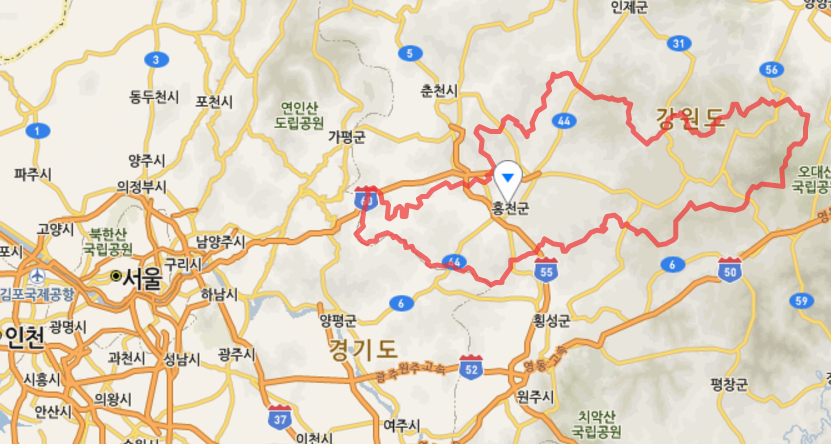 인제군
5
31
3
춘천시
56
동두천시
포천시
연인산
도립공원
44
강원도
1
가평군
양주시
파주시
의정부시
오대산
국립공원
60
홍천군
고양시
북한산
국립공원
남양주시
구리시
44
55
6
50
서울
김포국제공항
하남시
6
59
양평군
횡성군
광명시
인천
과천시
성남시
광주시
경기도
영동 고속
광주원주고속
52
시흥시
평창군
의왕시
원주시
안산시
37
여주시
치악산
국립공원
이천시